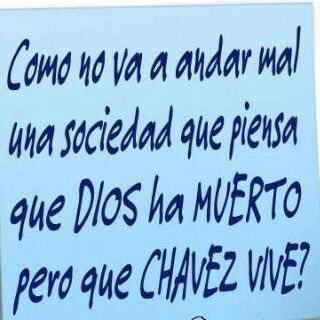 Como no va a andar mal
una sociedad que piensa
que DIOS ha MUERTO
pero que CHAVEZ VIVE?